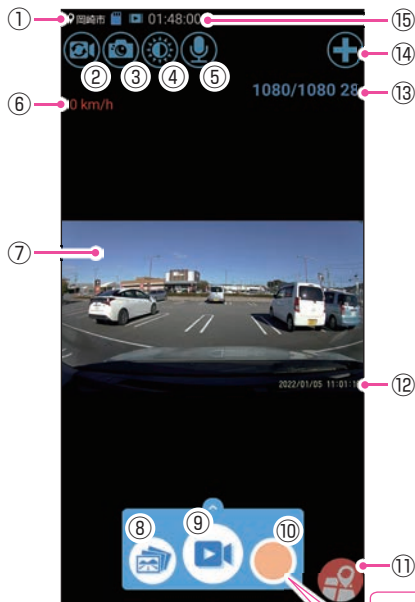 ① 岡崎市 01:48:00 ⑮
② ③ ④ ⑤ ⑭
1080/1080 28 ⑬
⑥ 0 km/h
⑦
2022/01/05 11:01:1 ⑫
⑧ ⑨ ⑩
⑪